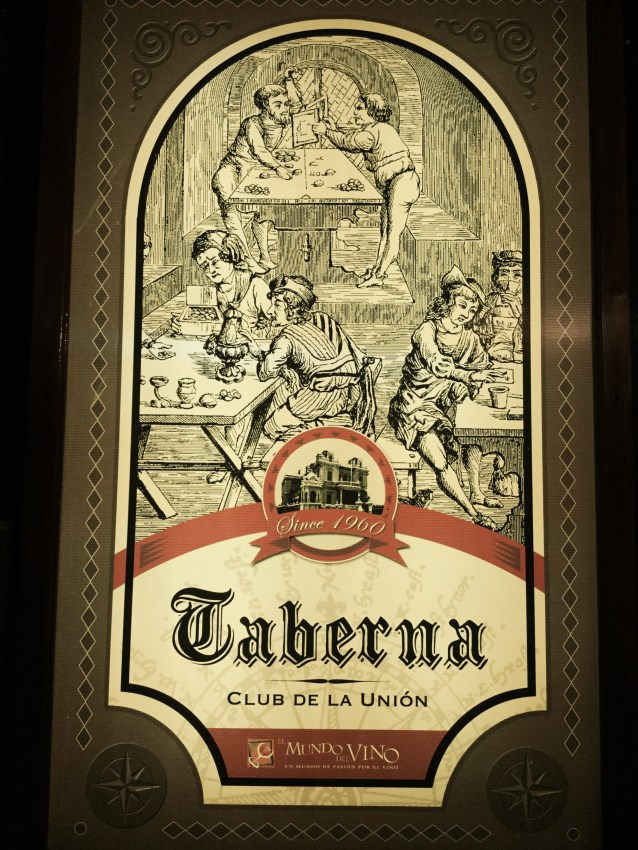 Since 1960
Taberna
CLUB DE LA UNIÓN
EL MUNDO DEL VINO
UN MUNDO DE PASIÓN POR EL VINO